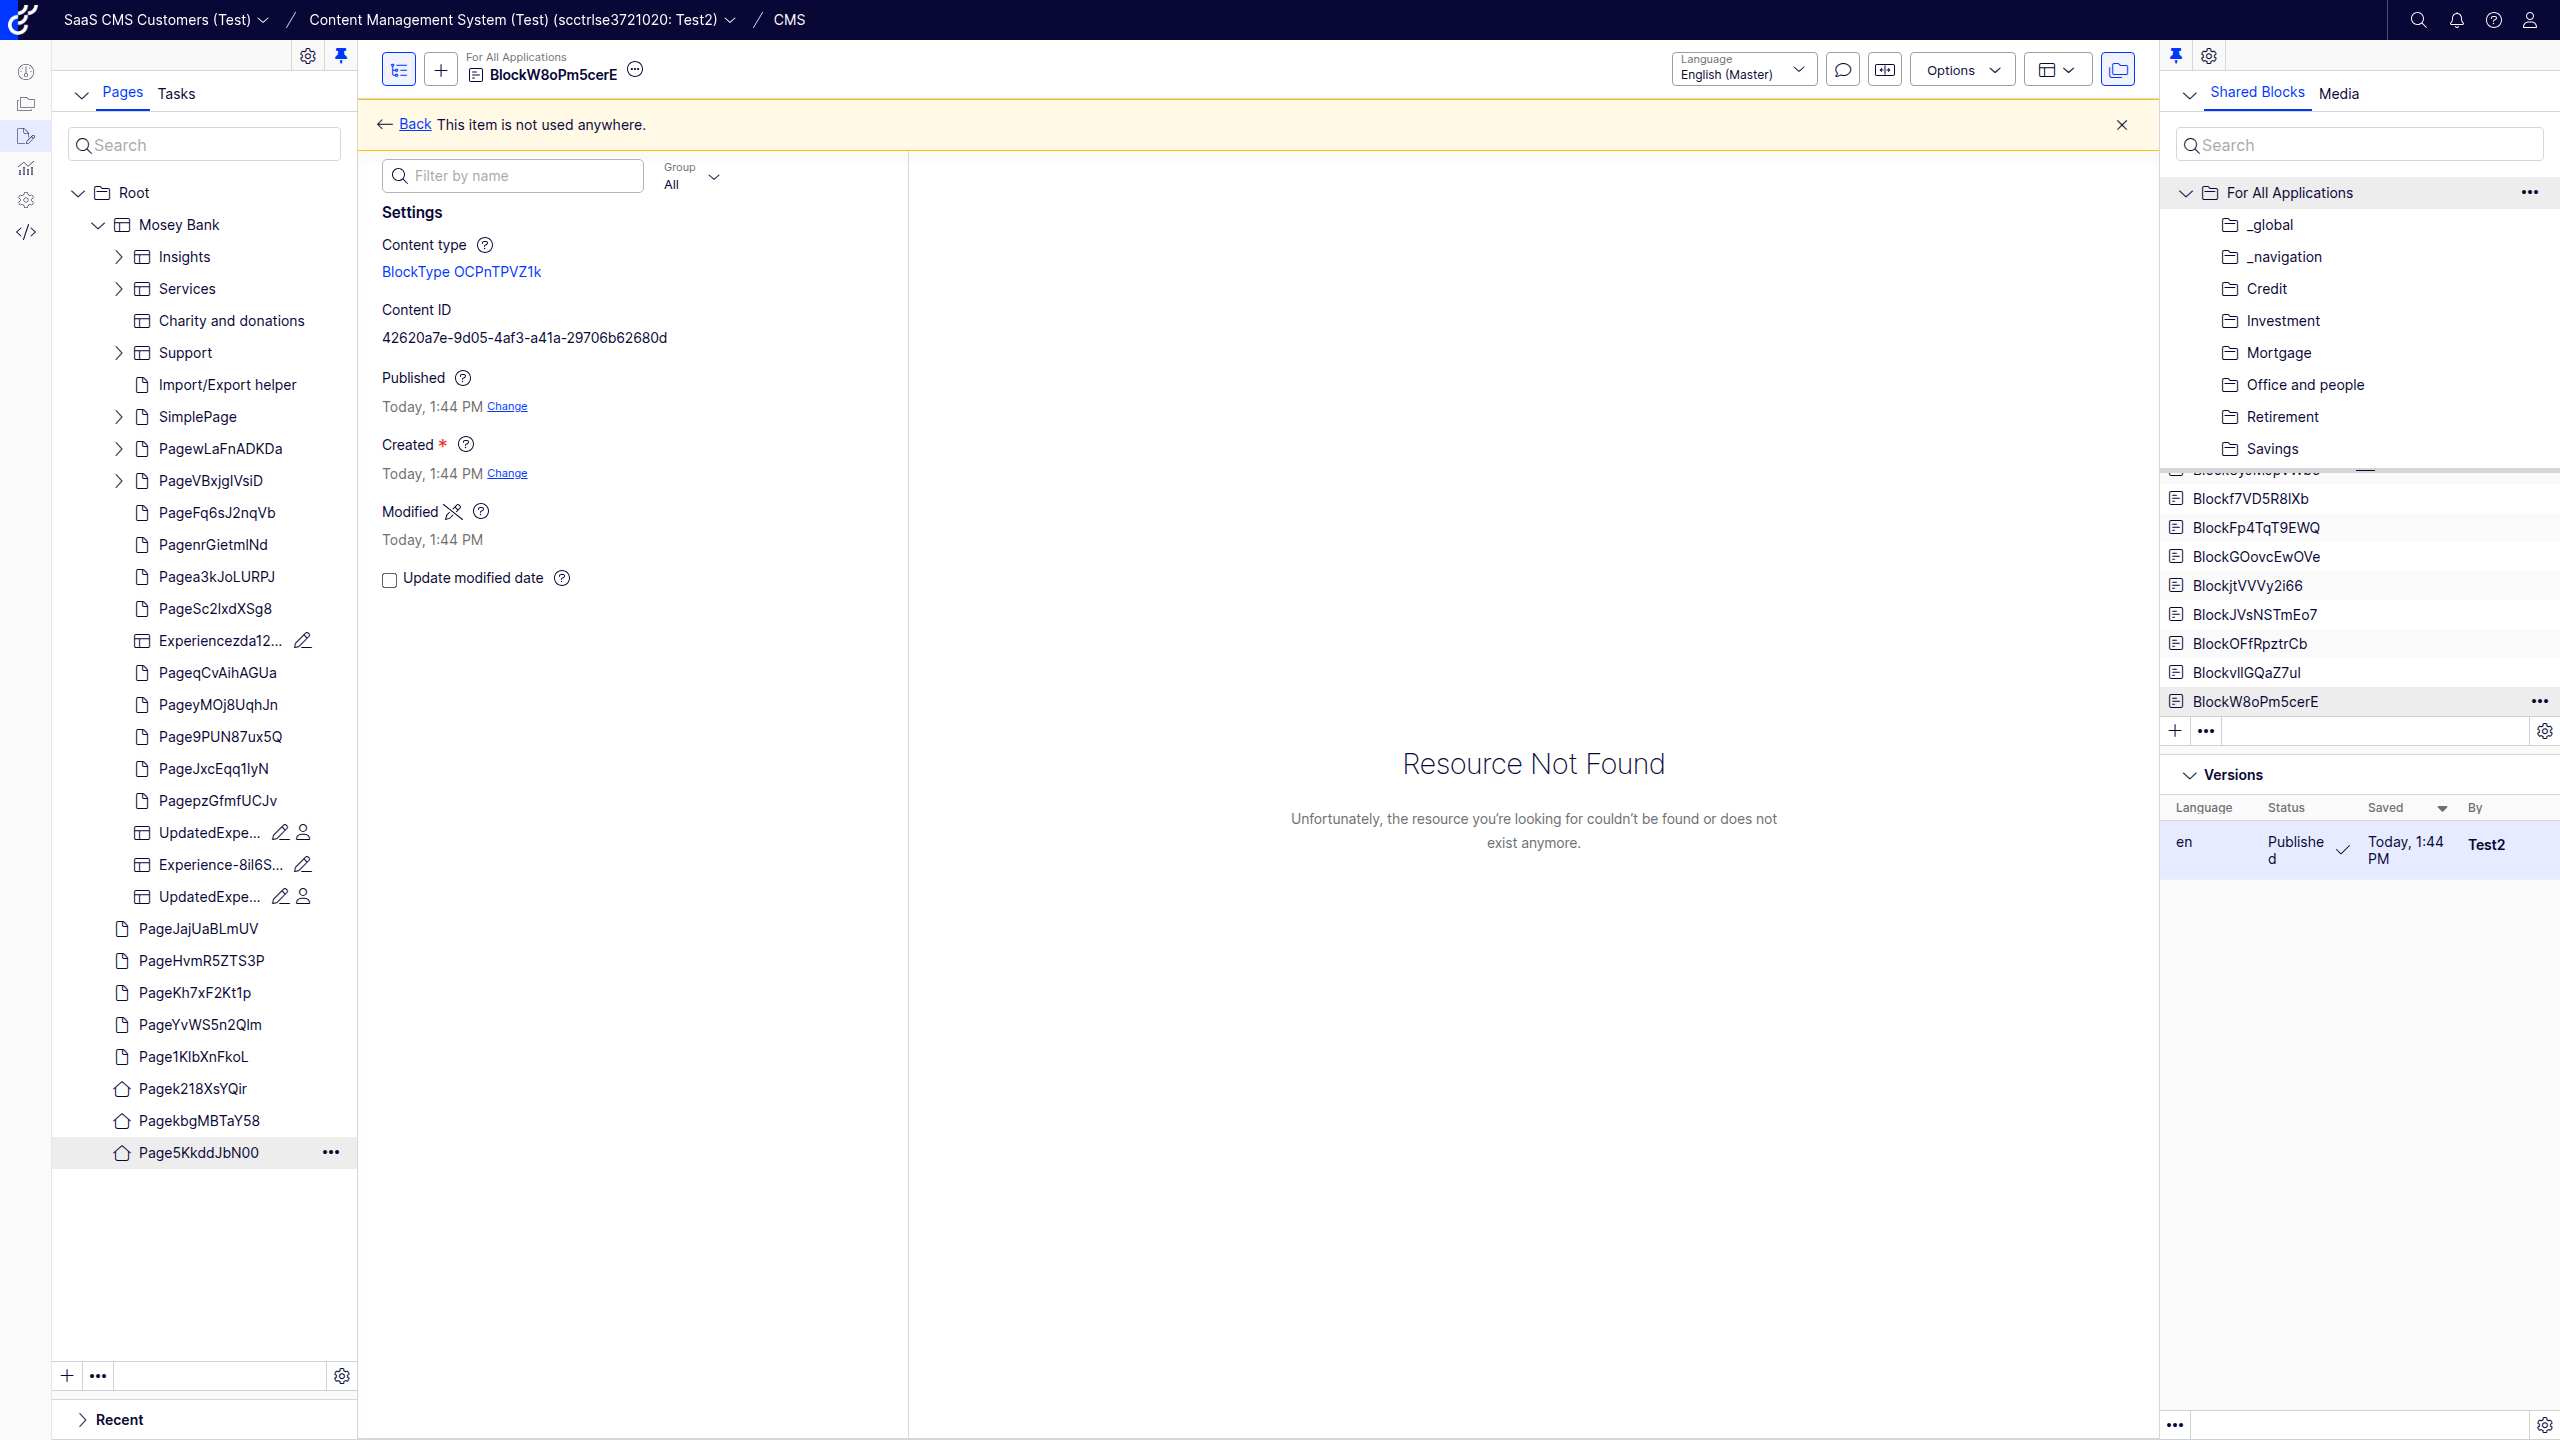 SaaS CMS Customers (Test)
Content Management System (Test) (scctrlse3721020: Test2)
CMS
Pages
Tasks
Search
Root
Mosey Bank
Insights
Services
Charity and donations
Support
Import/Export helper
SimplePage
PagewLaFnADKDa
PageVBxjglVsiD
PageFq6sJ2nqVb
PagenrGietmlNd
Pagea3kJoLURPJ
PageSc2lxdXSg8
Experiencezda12...
PageqCvAihAGUa
PageyMOj8UqhJn
Page9PUN87ux5Q
PageJxcEqq1lyN
PagepzGfmfUCJv
UpdatedExpe...
Experience-8il6S...
UpdatedExpe...
PageJajUaBLmUV
PageHvmR5ZTS3P
PageKh7xF2Kt1p
PageYvWS5n2Qlm
Page1KlbXnFkoL
Pagek218XsYQir
PagekbgMBTaY58
Page5KkddJbN00
Recent
For All Applications
BlockW8oPm5cerE
Language
English (Master)
Options
Back This item is not used anywhere.
Filter by name
Group
All
Settings
Content type
BlockType OCPnTPVZ1k
Content ID
42620a7e-9d05-4af3-a41a-29706b62680d
Published
Today, 1:44 PM Change
Created *
Today, 1:44 PM Change
Modified
Today, 1:44 PM
Update modified date
Resource Not Found
Unfortunately, the resource you’re looking for couldn’t be found or does not
exist anymore.
Shared Blocks
Media
Search
For All Applications
_global
_navigation
Credit
Investment
Mortgage
Office and people
Retirement
Savings
Blockf7VD5R8lXb
BlockFp4TqT9EWQ
BlockGOovcEwOVe
BlockjtVVVy2i66
BlockJVsNSTmEo7
BlockOFfRpztrCb
BlockvllGQaZ7ul
BlockW8oPm5cerE
Versions
Language Status Saved By
en Publishe Today, 1:44 Test2
d PM